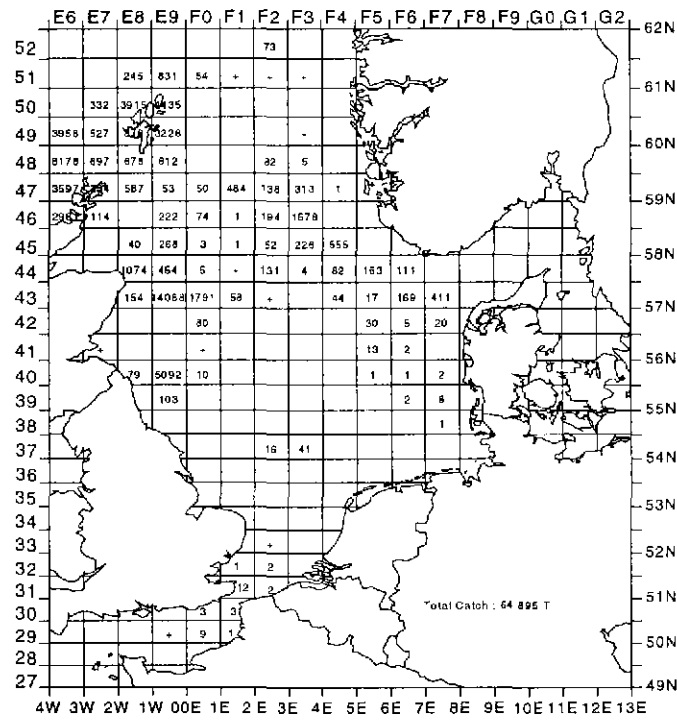 E6 E7 E8 E9 F0 F1 F2 F3 F4 F5 F6 F7 F8 F9 G0 G1 G2
62N
52 73
51 245 831 54 + - - 61N
50 332 3915
49 3958 527 3226 - 60N
48 8178 697 878 812 82 5
47 3597 587 53 50 484 138 313 1 59N
46 114 222 74 1 194 1578
45 40 268 3 1 52 226 555 58N
44 1074 464 5 - 131 4 82 163 111
43 154 14088 1791 58 + 44 17 169 411 57N
42 80 30 5 20
41 + + 13 2 56N
40 79 5092 10 1 1 2
39 103 2 8 55N
38 1
37 16 41 54N
36
35 53N
34
33 + 52N
32 1 2
31 12 2 51N
Total Catch : 64 895 T
30 3 3
29 + 9 1 50N
28
27 49N
4W 3W 2W 1W 00E 1E 2E 3E 4E 5E 6E 7E 8E 9E 10E 11E 12E 13E